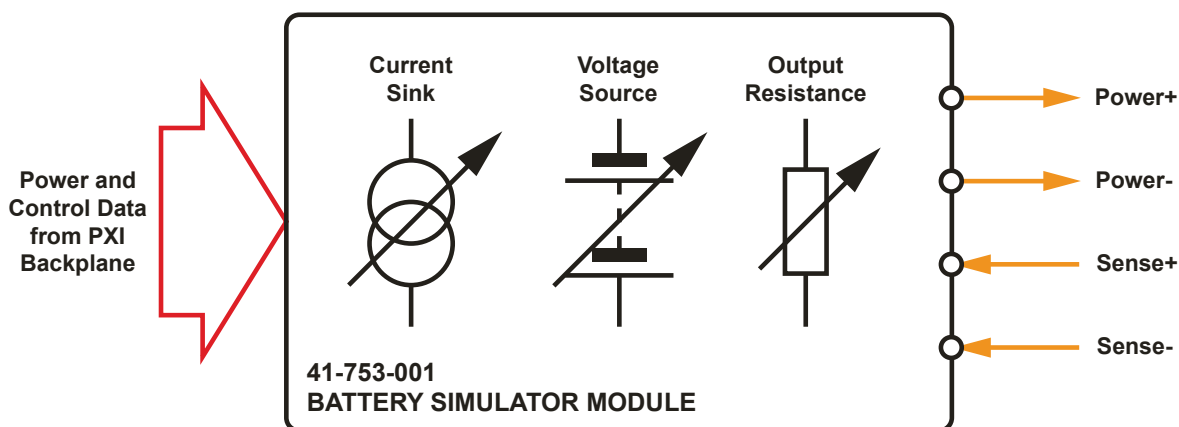 Current
Sink
Voltage
Source
Output
Resistance
Power+
Power-
Sense+
Sense-
Power and
Control Data
from PXI
Backplane
41-753-001
BATTERY SIMULATOR MODULE